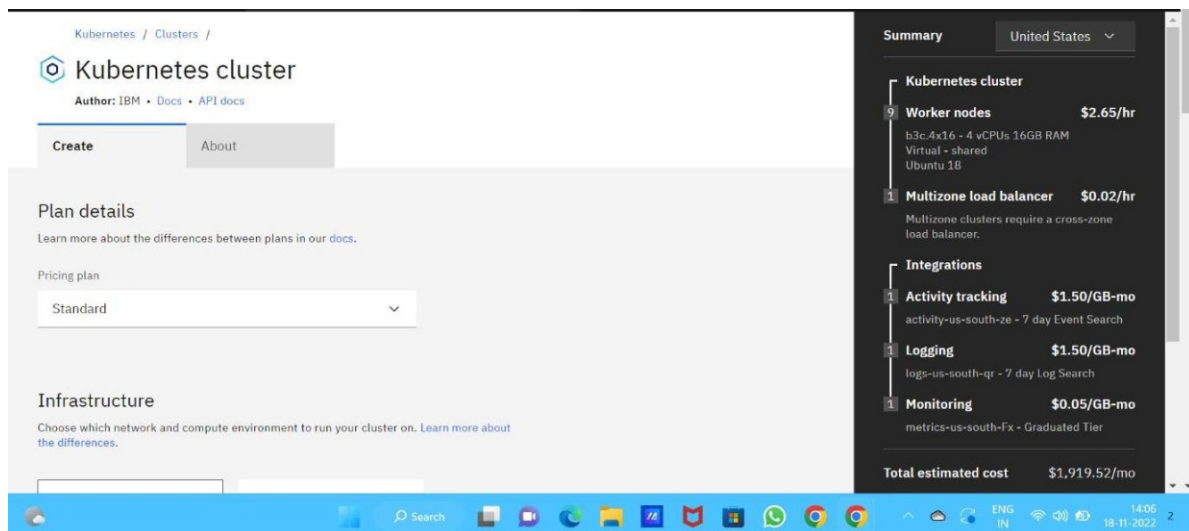 Kubernetes / Clusters /
Kubernetes cluster
Author: IBM • Docs • API docs
Create
About
Plan details
Learn more about the differences between plans in our docs.
Pricing plan
Standard
Infrastructure
Choose which network and compute environment to run your cluster on. Learn more about
the differences.
Summary
United States
Kubernetes cluster
9 Worker nodes $2.65/hr
b3c.4x16 - 4 vCPUs 16GB RAM
Virtual - shared
Ubuntu 18
1 Multizone load balancer $0.02/hr
Multizone clusters require a cross-zone
load balancer.
Integrations
1 Activity tracking $1.50/GB-mo
activity-us-south-ze - 7 day Event Search
1 Logging $1.50/GB-mo
logs-us-south-qr - 7 day Log Search
1 Monitoring $0.05/GB-mo
metrics-us-south-Fx - Graduated Tier
Total estimated cost $1,919.52/mo
Search
ENG
IN
14:06
18-11-2022
2